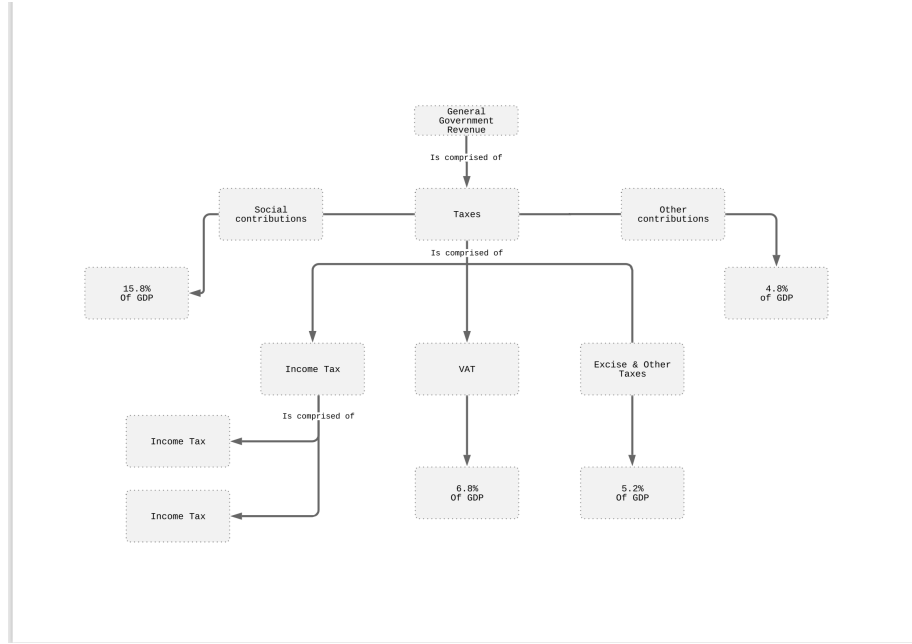 General
Government
Revenue
Is comprised of
Social
contributions
Taxes
Other
contributions
Is comprised of
15.8%
Of GDP
4.8%
of GDP
Income Tax
VAT
Excise & Other
Taxes
Is comprised of
Income Tax
6.8%
Of GDP
5.2%
Of GDP
Income Tax